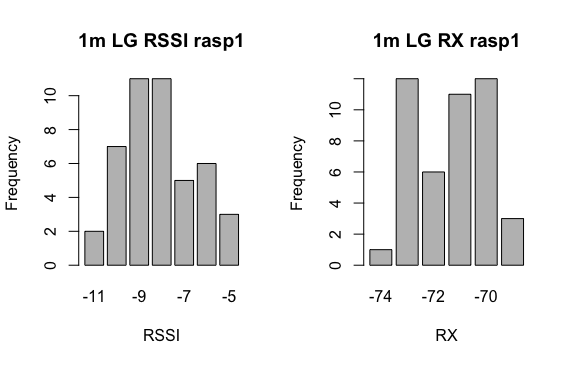 1m LG RSSI rasp1
Frequency
0 2 4 6 8 10
-11 -9 -7 -5
RSSI
1m LG RX rasp1
Frequency
0 2 4 6 8 10
-74 -72 -70
RX